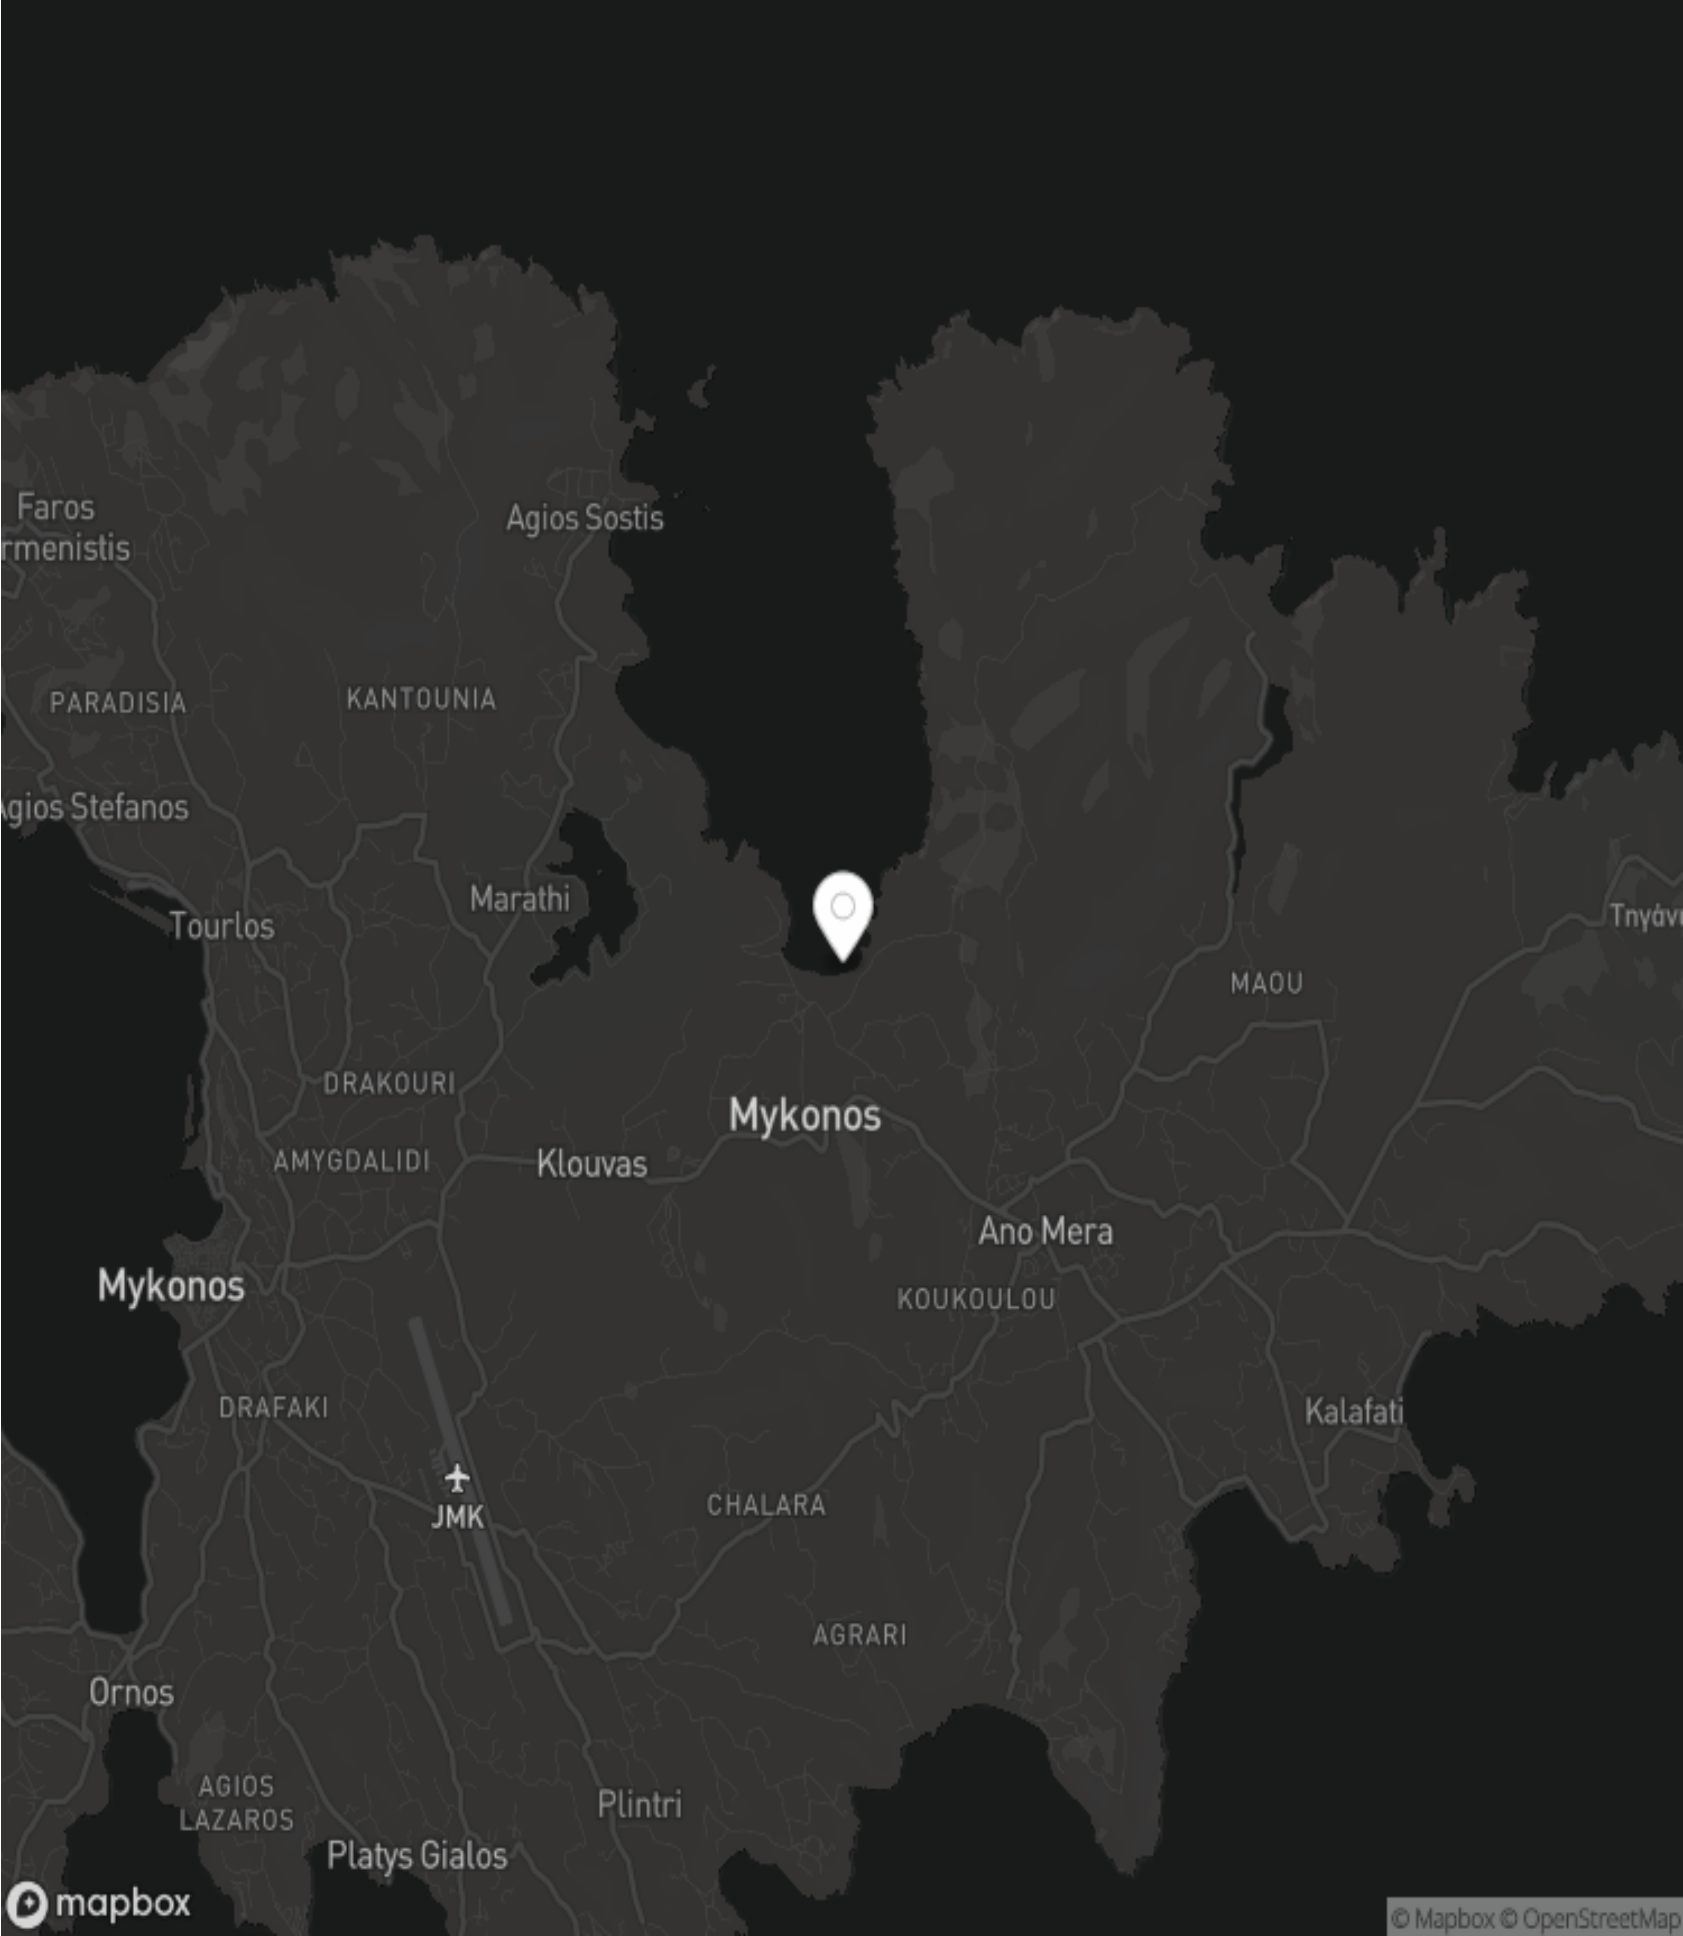 Faros
rmenistis
Agios Sostis
PARADISIA
KANTOUNIA
Agios Stefanos
Marathi
Tourlos
Τηγάνι
MAOU
DRAKOURI
Mykonos
AMYGDALIDI
Klouvas
Ano Mera
Mykonos
KOUKOULOU
DRAFAKI
Kalafati
JMK
CHALARA
AGRARI
Ornos
AGIOS
LAZAROS
Plintri
Platys Gialos
mapbox
© Mapbox © OpenStreetMap